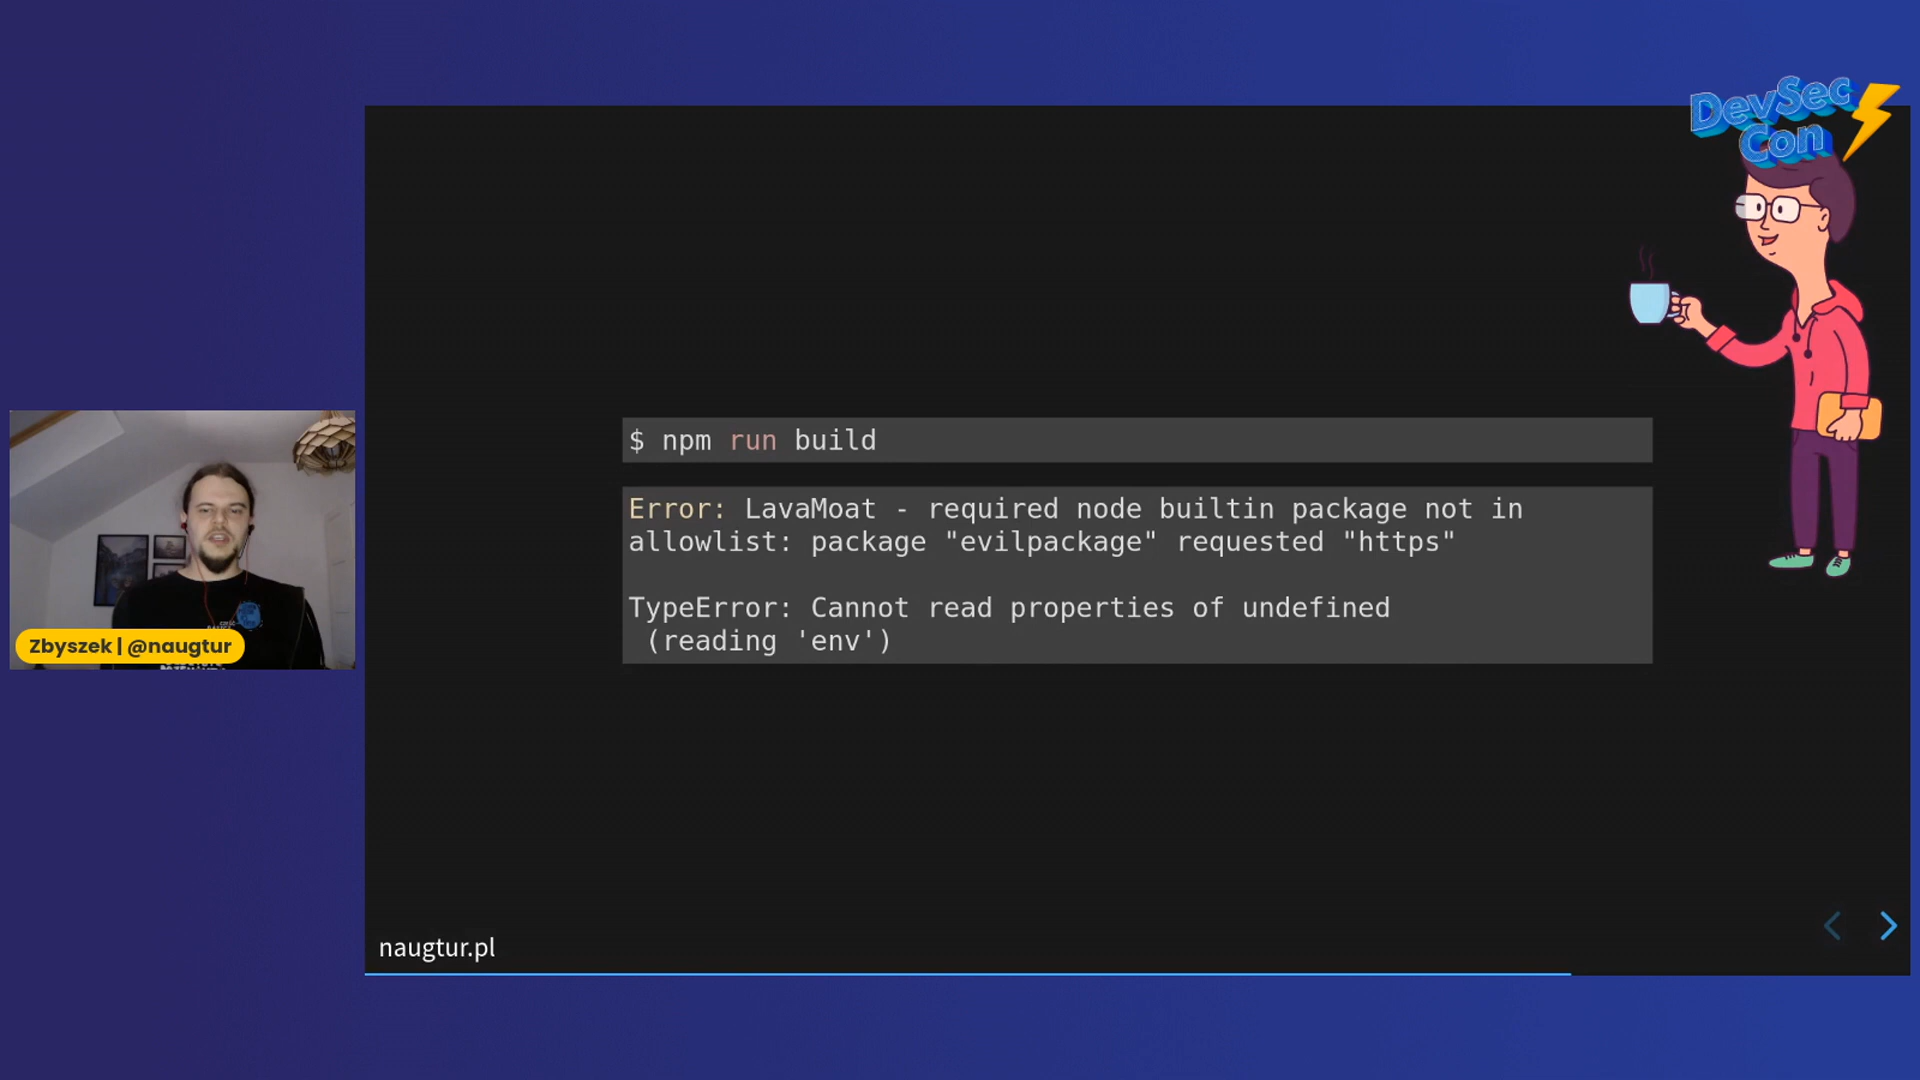 DevSec
Con
$ npm run build
Error: LavaMoat - required node builtin package not in
allowlist: package "evilpackage" requested "https"
TypeError: Cannot read properties of undefined
(reading 'env')
Zbyszek | @naugtur
naugtur.pl